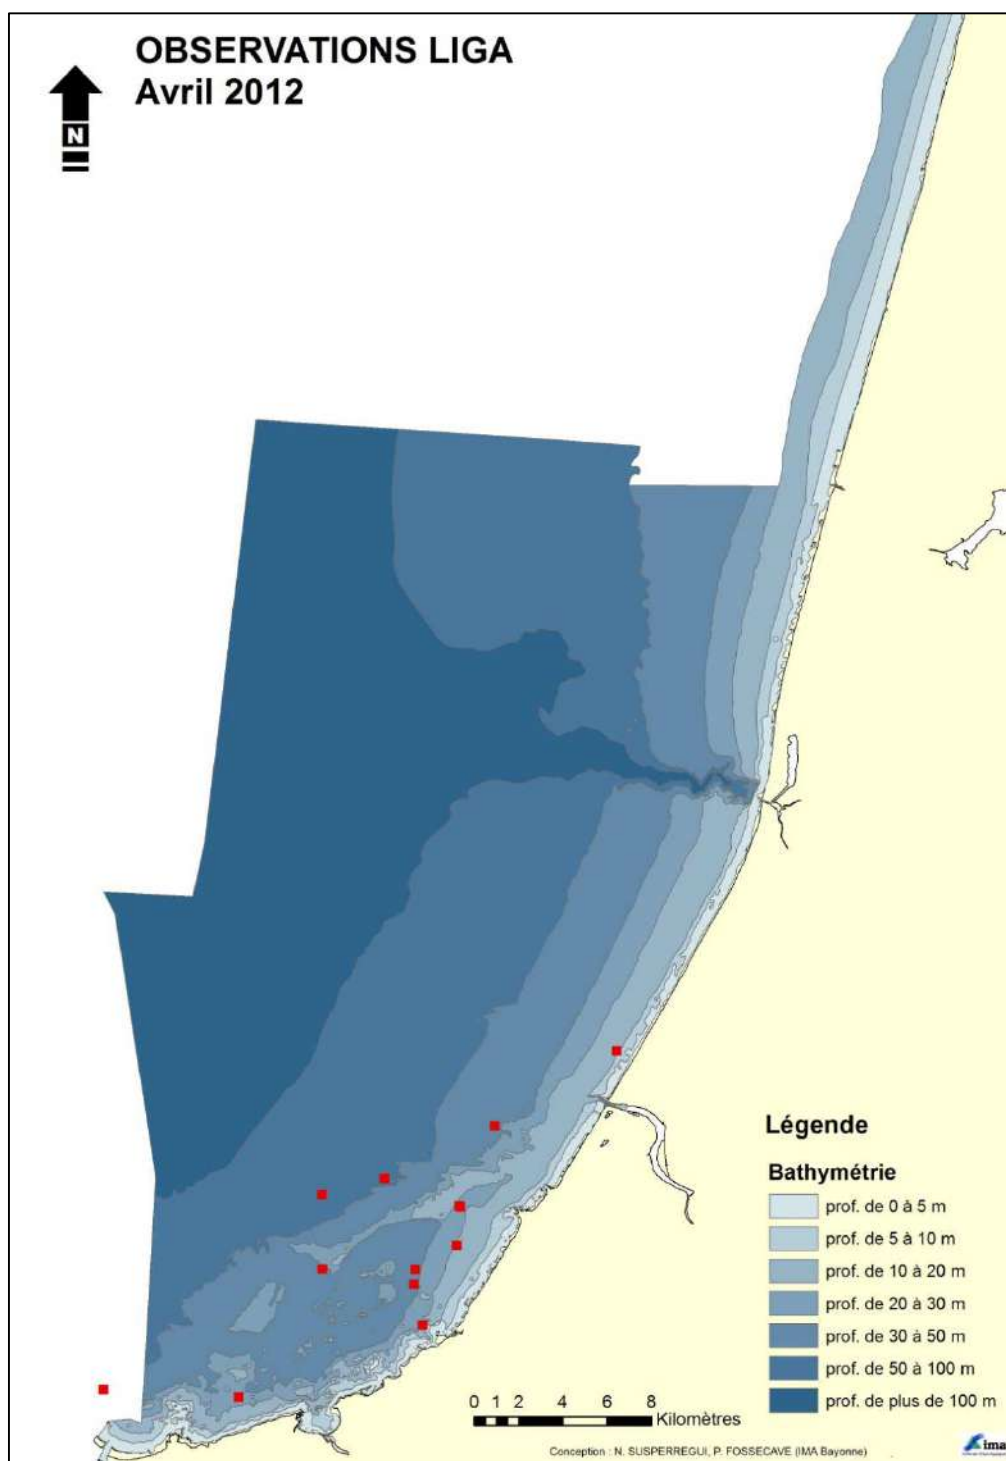 OBSERVATIONS LIGA
Avril 2012
N
Légende
Bathymétrie
prof. de 0 à 5 m
prof. de 5 à 10 m
prof. de 10 à 20 m
prof. de 20 à 30 m
prof. de 30 à 50 m
prof. de 50 à 100 m
prof. de plus de 100 m
0 1 2 4 6 8
Kilomètres
Conception : N. SUSPERREGUI, P. FOSSECAVE (IMA Bayonne)
ima